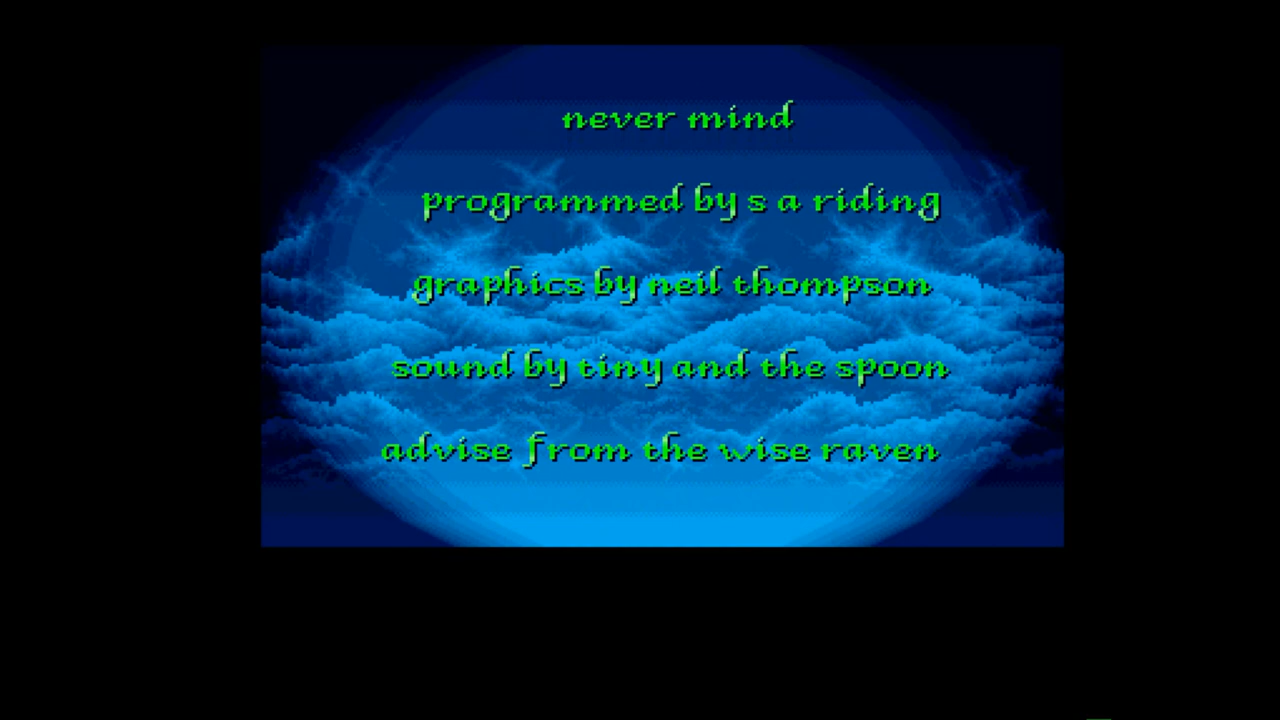 never mind
programmed by s a riding
graphics by neil thompson
sound by tiny and the spoon
advise from the wise raven